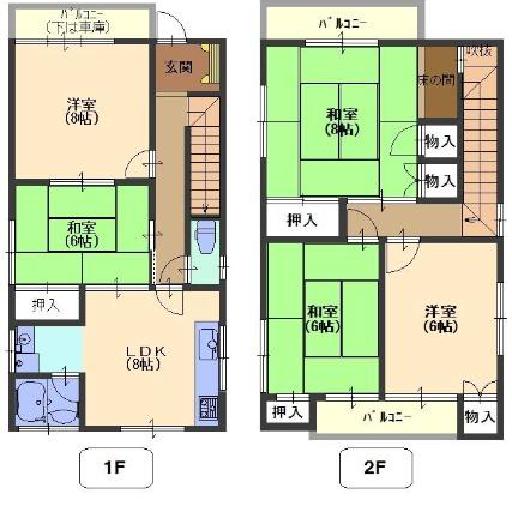 バルコニー
(下は車庫)
玄関
洋室
(8帖)
和室
(6帖)
押入
LDK
(8帖)
1F
バルコニー
吹抜
床の間
和室
(8帖)
物入
物入
押入
和室
(6帖)
洋室
(6帖)
押入
バルコニー
物入
2F